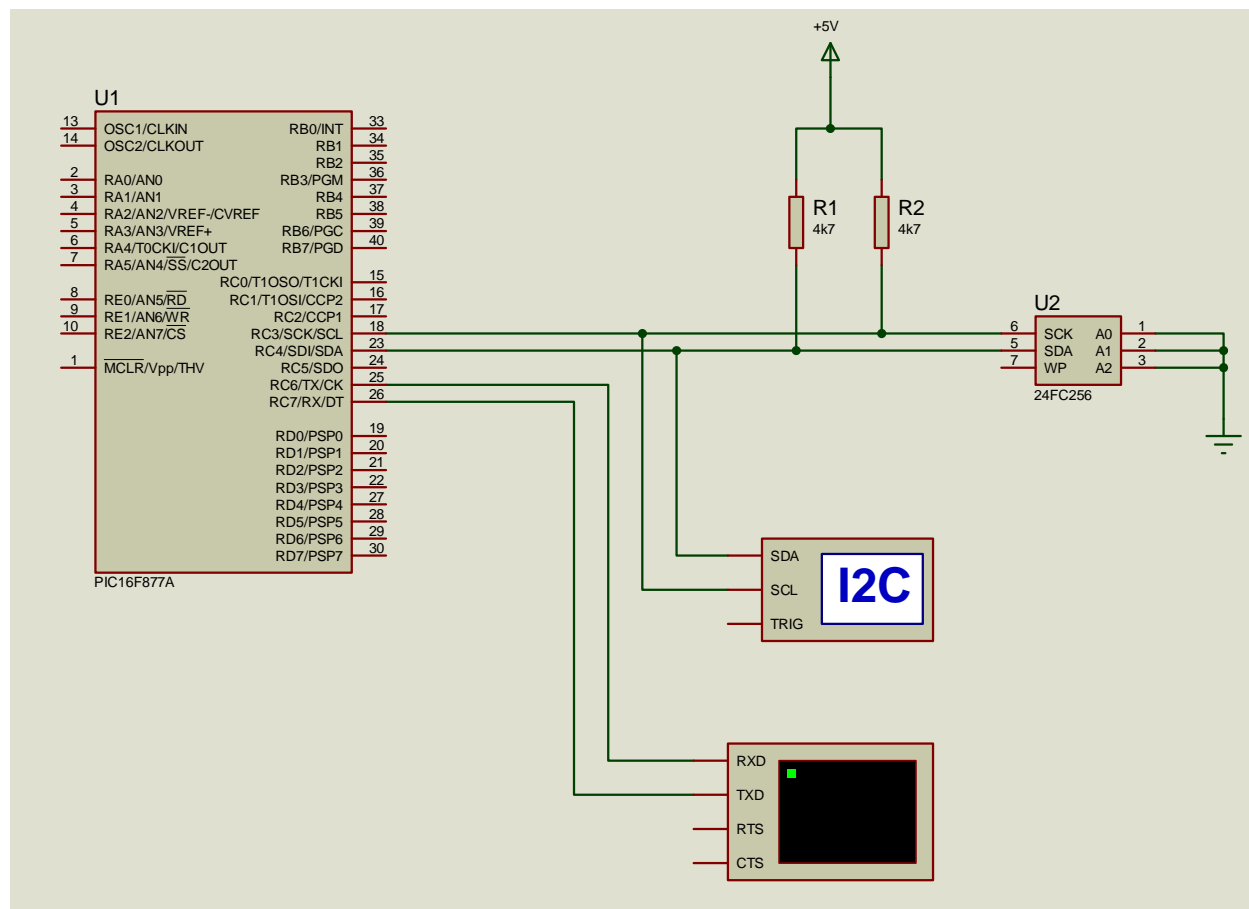 +5V
U1
13 OSC1/CLKIN RB0/INT 33
14 OSC2/CLKOUT RB1 34
RB2 35
2 RA0/AN0 RB3/PGM 36
3 RA1/AN1 RB4 37
4 RA2/AN2/VREF-/CVREF RB5 38
5 RA3/AN3/VREF+ RB6/PGC 39
6 RA4/T0CKI/C1OUT RB7/PGD 40
7 RA5/AN4/SS/C2OUT
RC0/T1OSO/T1CKI 15
8 RE0/AN5/RD RC1/T1OSI/CCP2 16
9 RE1/AN6/WR RC2/CCP1 17
10 RE2/AN7/CS RC3/SCK/SCL 18
RC4/SDI/SDA 23
1 MCLR/Vpp/THV RC5/SDO 24
RC6/TX/CK 25
RC7/RX/DT 26
RD0/PSP0 19
RD1/PSP1 20
RD2/PSP2 21
RD3/PSP3 22
RD4/PSP4 27
RD5/PSP5 28
RD6/PSP6 29
RD7/PSP7 30
PIC16F877A
R1
4k7
R2
4k7
U2
6 SCK A0 1
5 SDA A1 2
7 WP A2 3
24FC256
SDA
SCL
TRIG
I2C
RXD
TXD
RTS
CTS